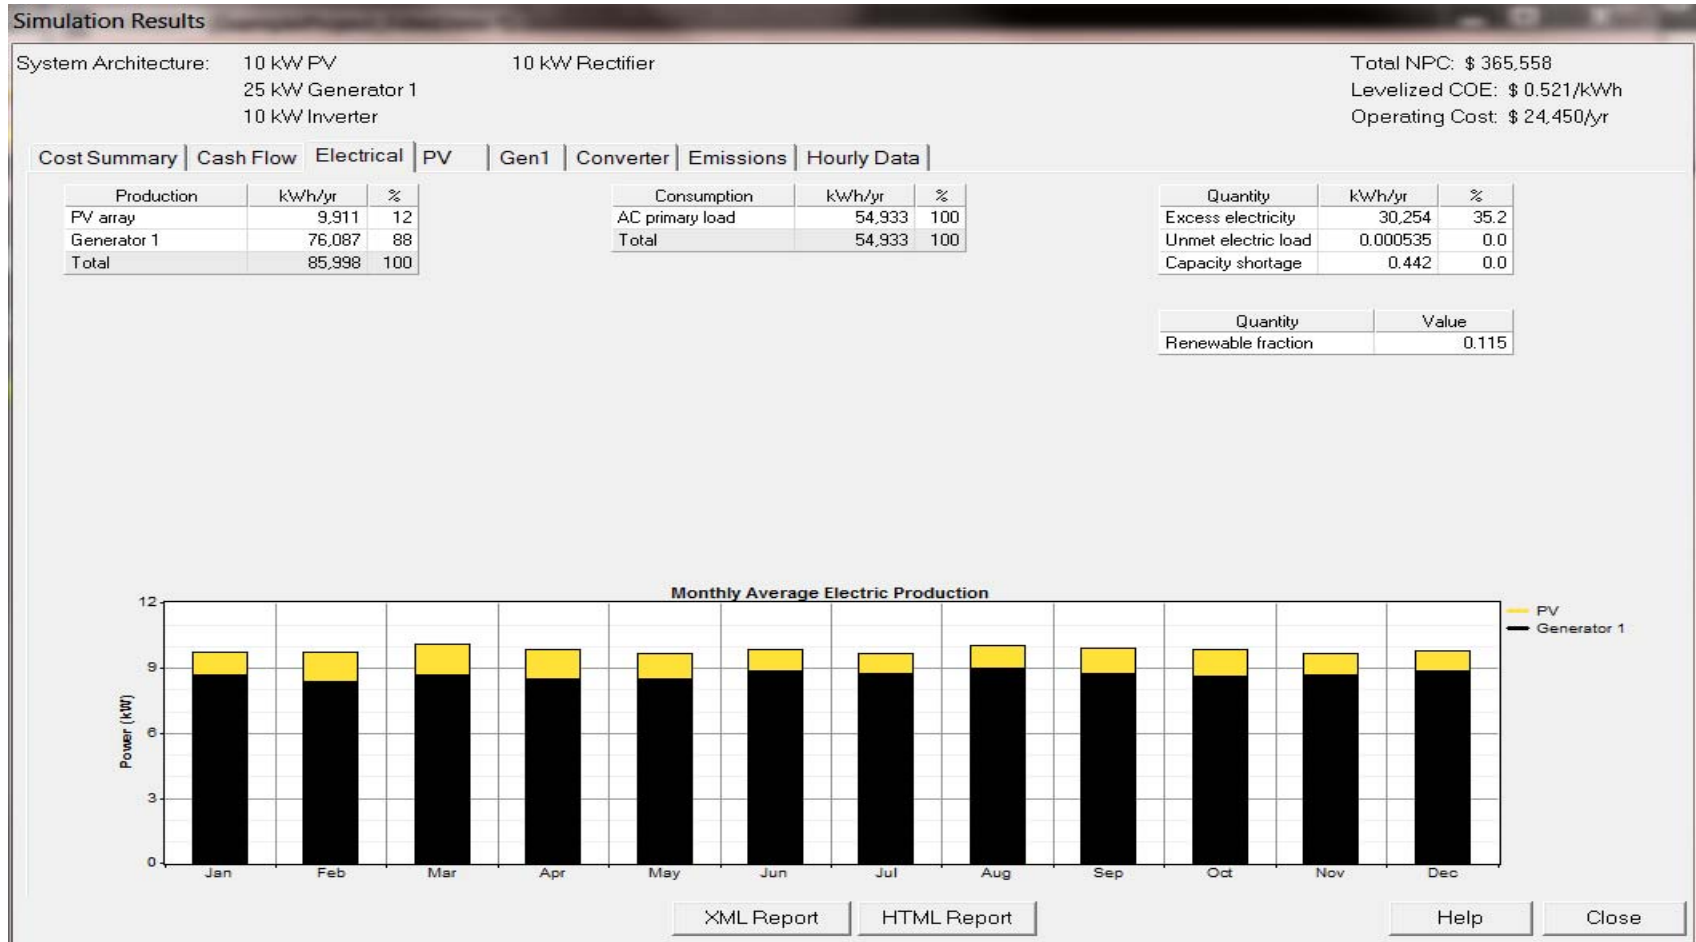 Simulation Results
System Architecture: 10 kW PV 10 kW Rectifier
25 kW Generator 1
10 kW Inverter
Total NPC: $ 365,558
Levelized COE: $ 0.521/kWh
Operating Cost: $ 24,450/yr
Cost Summary Cash Flow Electrical PV Gen1 Converter Emissions Hourly Data
Production kWh/yr %
PV array 9,911 12
Generator 1 76,087 88
Total 85,998 100
Consumption kWh/yr %
AC primary load 54,933 100
Total 54,933 100
Quantity kWh/yr %
Excess electricity 30,254 35.2
Unmet electric load 0.000535 0.0
Capacity shortage 0.442 0.0
Quantity Value
Renewable fraction 0.115
Monthly Average Electric Production
12
9
6
3
0
Power (kW)
Jan Feb Mar Apr May Jun Jul Aug Sep Oct Nov Dec
PV
Generator 1
XML Report HTML Report Help Close